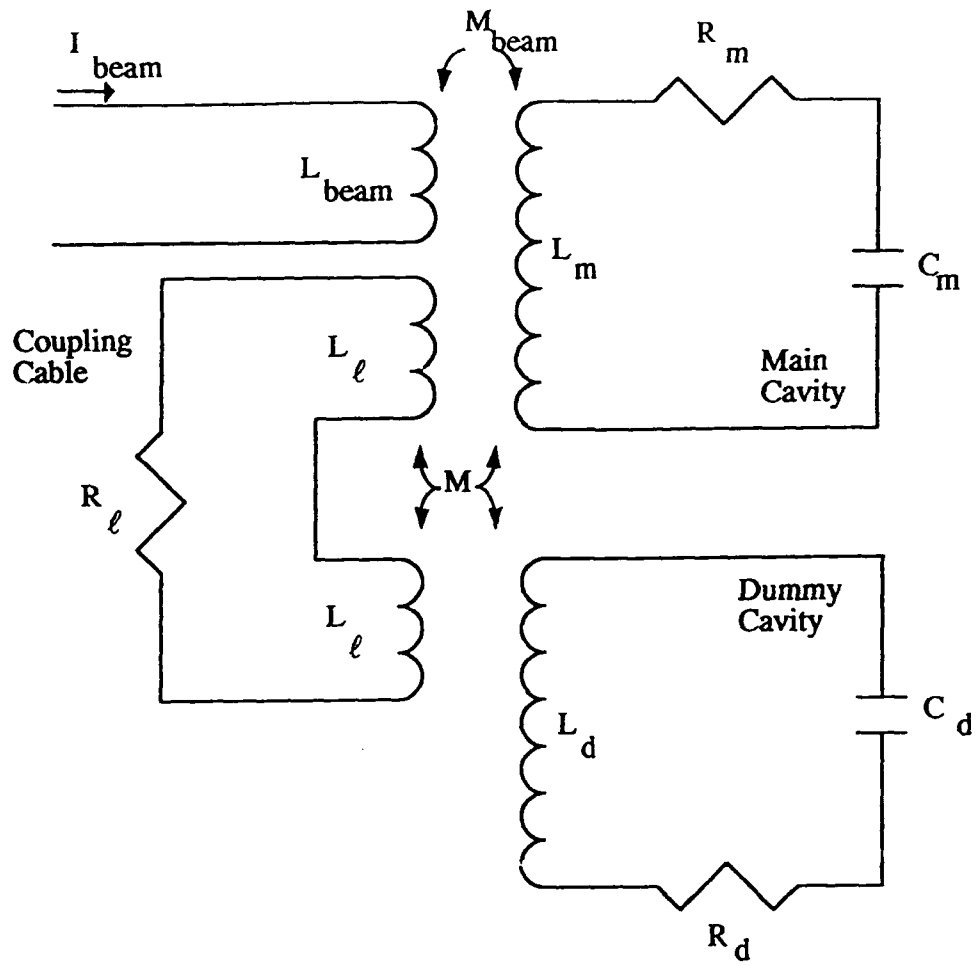 I beam
M beam
R m
L beam
L m
C m
Coupling
Cable
L ℓ
Main
Cavity
R ℓ
M
Dummy
Cavity
L ℓ
L d
C d
R d